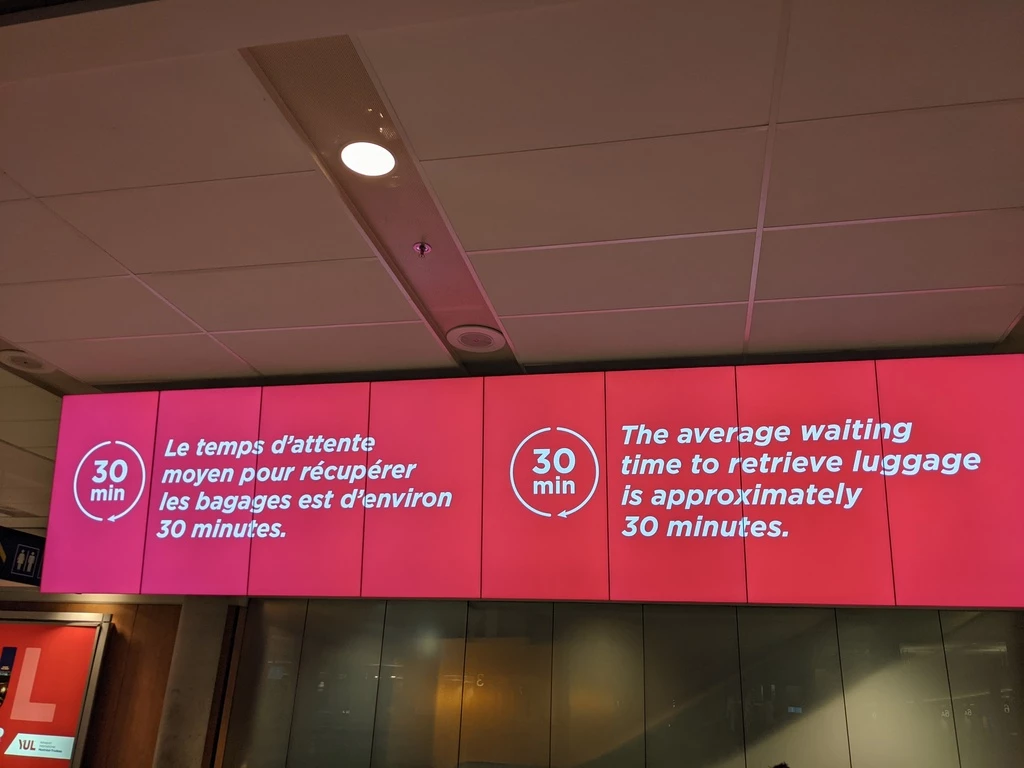 30
min
Le temps d'attente
moyen pour récupérer
les bagages est d'environ
30 minutes.
30
min
The average waiting
time to retrieve luggage
is approximately
30 minutes.
L
YUL